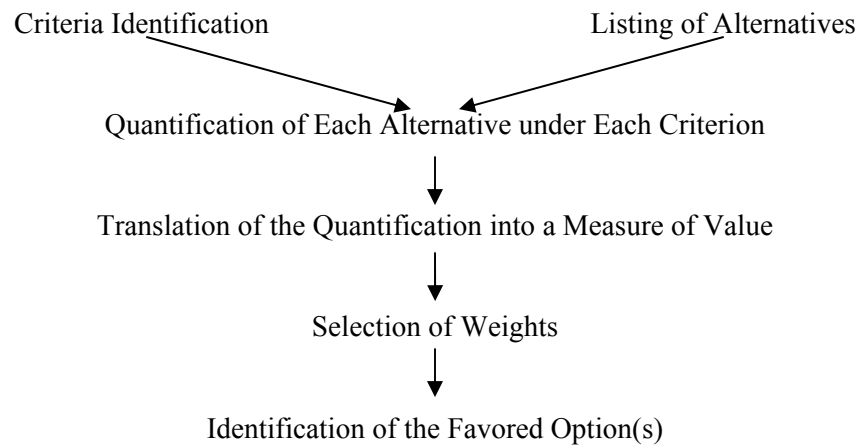 Criteria Identification
Listing of Alternatives
Quantification of Each Alternative under Each Criterion
Translation of the Quantification into a Measure of Value
Selection of Weights
Identification of the Favored Option(s)